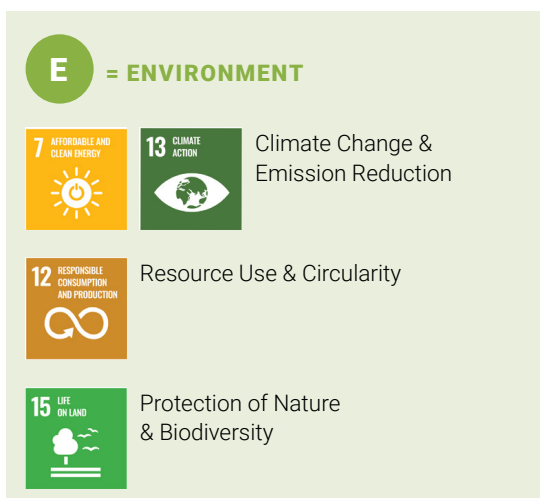 E = ENVIRONMENT
7 AFFORDABLE AND
CLEAN ENERGY
13 CLIMATE
ACTION
Climate Change &
Emission Reduction
12 RESPONSIBLE
CONSUMPTION
AND PRODUCTION
Resource Use & Circularity
15 LIFE
ON LAND
Protection of Nature
& Biodiversity